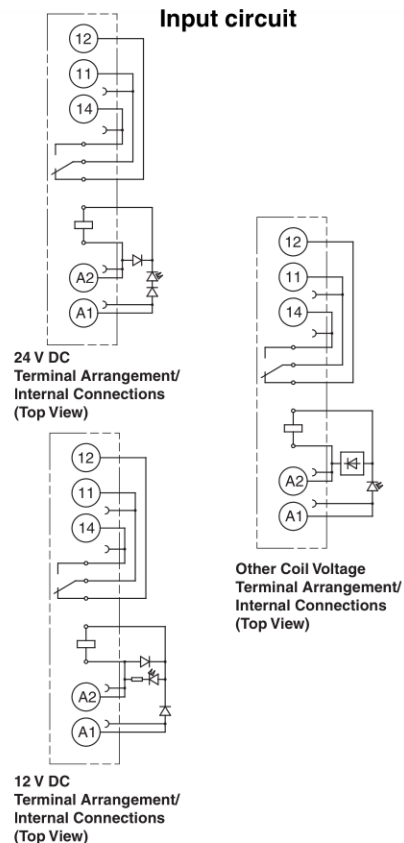 Input circuit
12
11
14
A2
A1
24 V DC
Terminal Arrangement/
Internal Connections
(Top View)
12
11
14
A2
A1
Other Coil Voltage
Terminal Arrangement/
Internal Connections
(Top View)
12
11
14
A2
A1
12 V DC
Terminal Arrangement/
Internal Connections
(Top View)